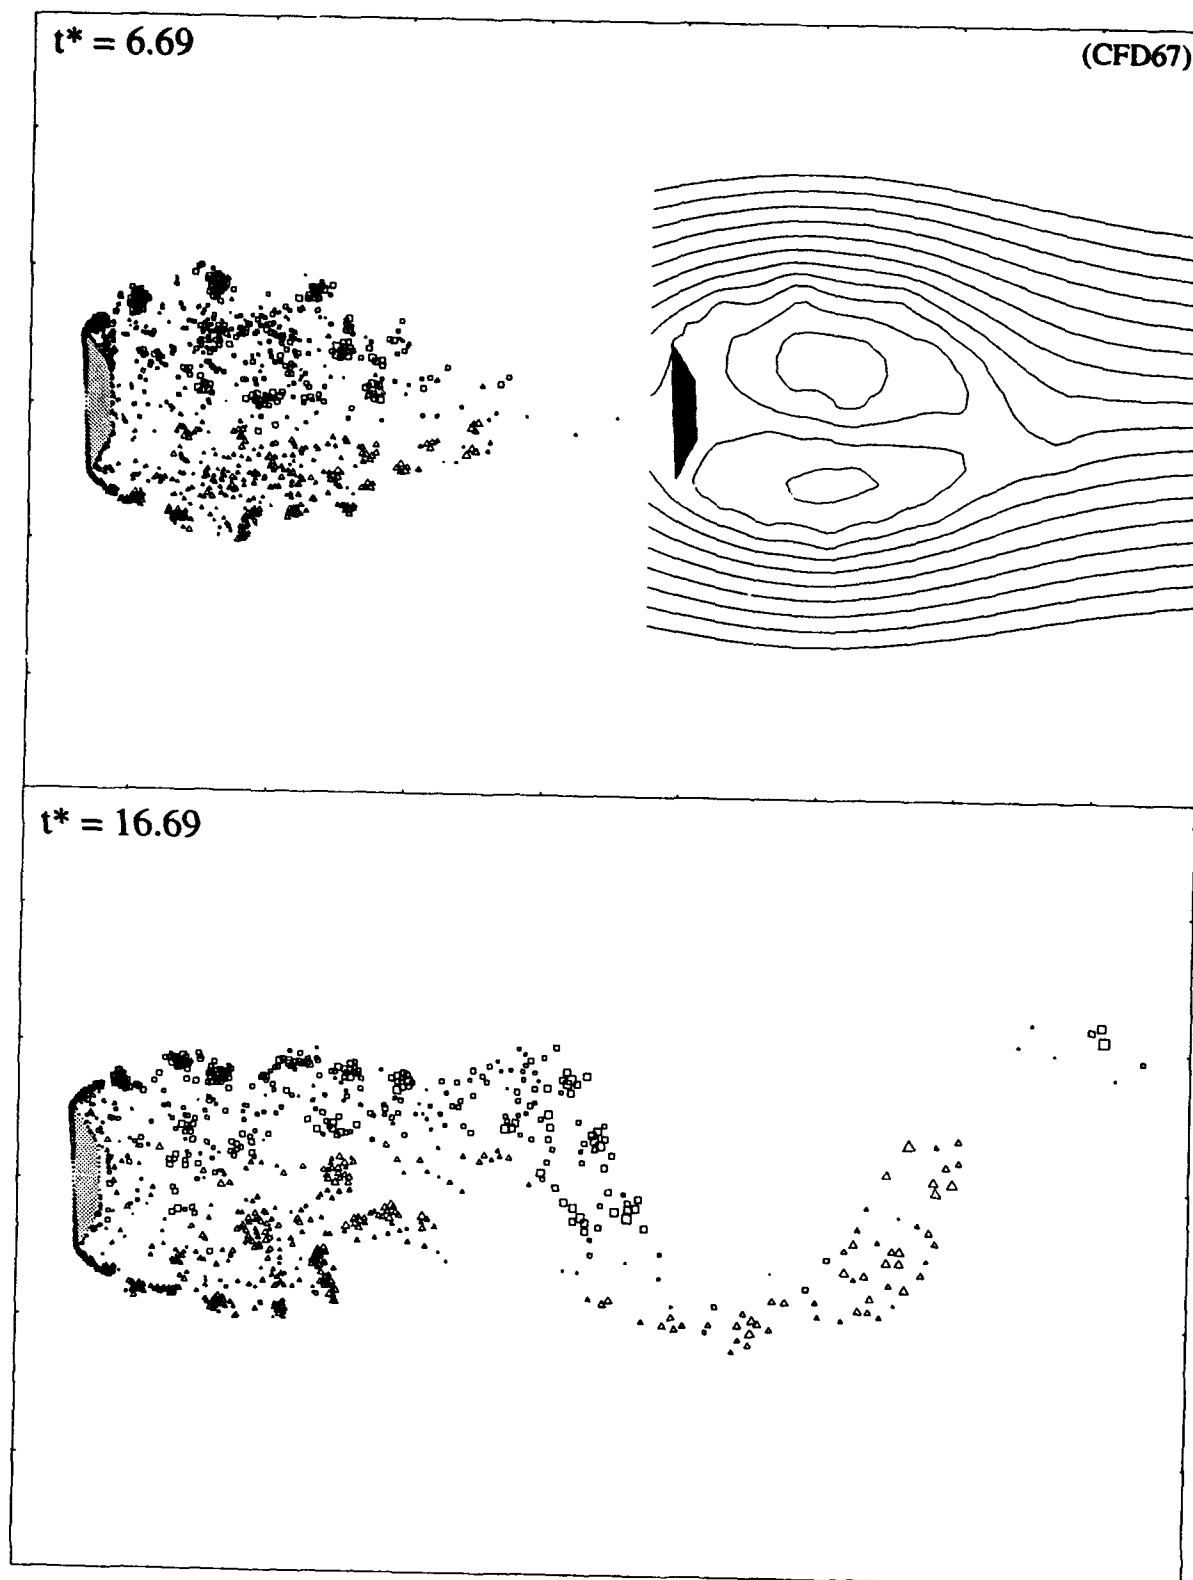 t* = 6.69
(CFD67)
t* = 16.69